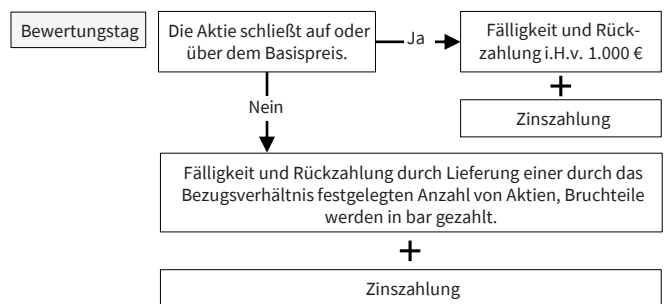 Bewertungstag
Die Aktie schließt auf oder
über dem Basispreis.
Ja
Fälligkeit und Rück-
zahlung i.H.v. 1.000 €
+
Zinszahlung
Nein
Fälligkeit und Rückzahlung durch Lieferung einer durch das
Bezugsverhältnis festgelegten Anzahl von Aktien, Bruchteile
werden in bar gezahlt.
+
Zinszahlung